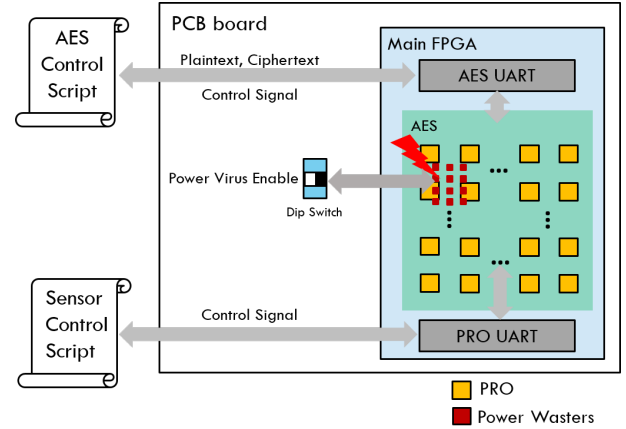 PCB board
AES
Control
Script
Plaintext, Ciphertext
Control Signal
Main FPGA
AES UART
AES
Power Virus Enable
Dip Switch
Sensor
Control
Script
Control Signal
PRO UART
PRO
Power Wasters